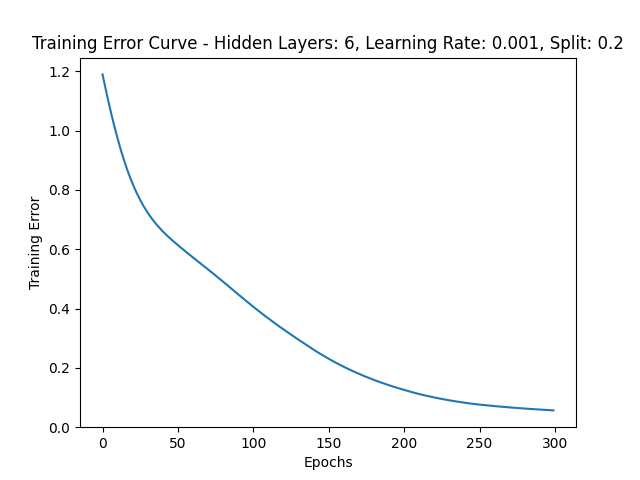 Training Error Curve - Hidden Layers: 6, Learning Rate: 0.001, Split: 0.2
1.2
1.0
0.8
0.6
0.4
0.2
0.0
Training Error
0 50 100 150 200 250 300
Epochs